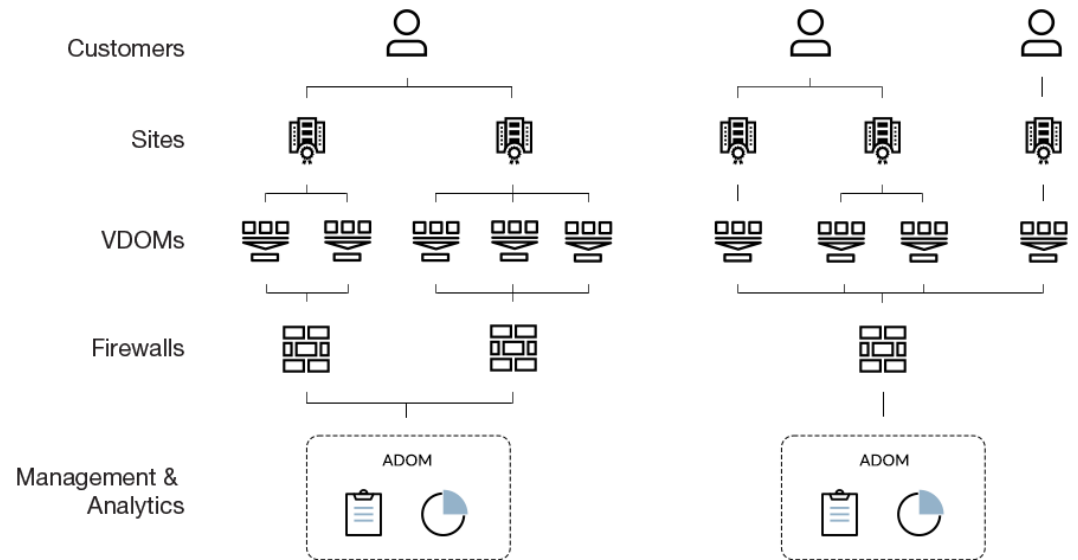 Customers
Sites
VDOMs
Firewalls
Management &
Analytics
ADOM
ADOM